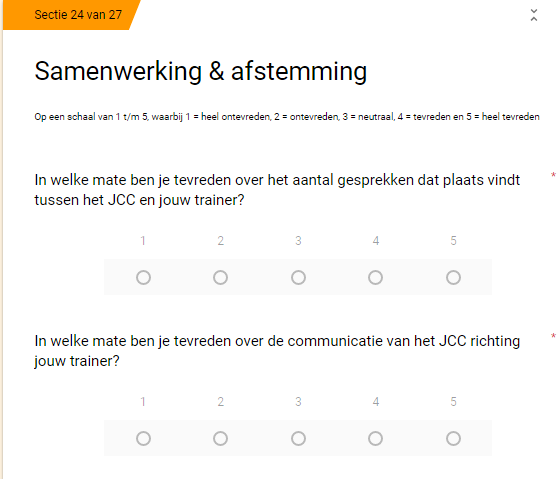 Sectie 24 van 27
Samenwerking & afstemming
Op een schaal van 1 t/m 5, waarbij 1 = heel ontevreden, 2 = ontevreden, 3 = neutraal, 4 = tevreden en 5 = heel tevreden
In welke mate ben je tevreden over het aantal gesprekken dat plaats vindt *
tussen het JCC en jouw trainer?
1 2 3 4 5
In welke mate ben je tevreden over de communicatie van het JCC richting *
jouw trainer?
1 2 3 4 5